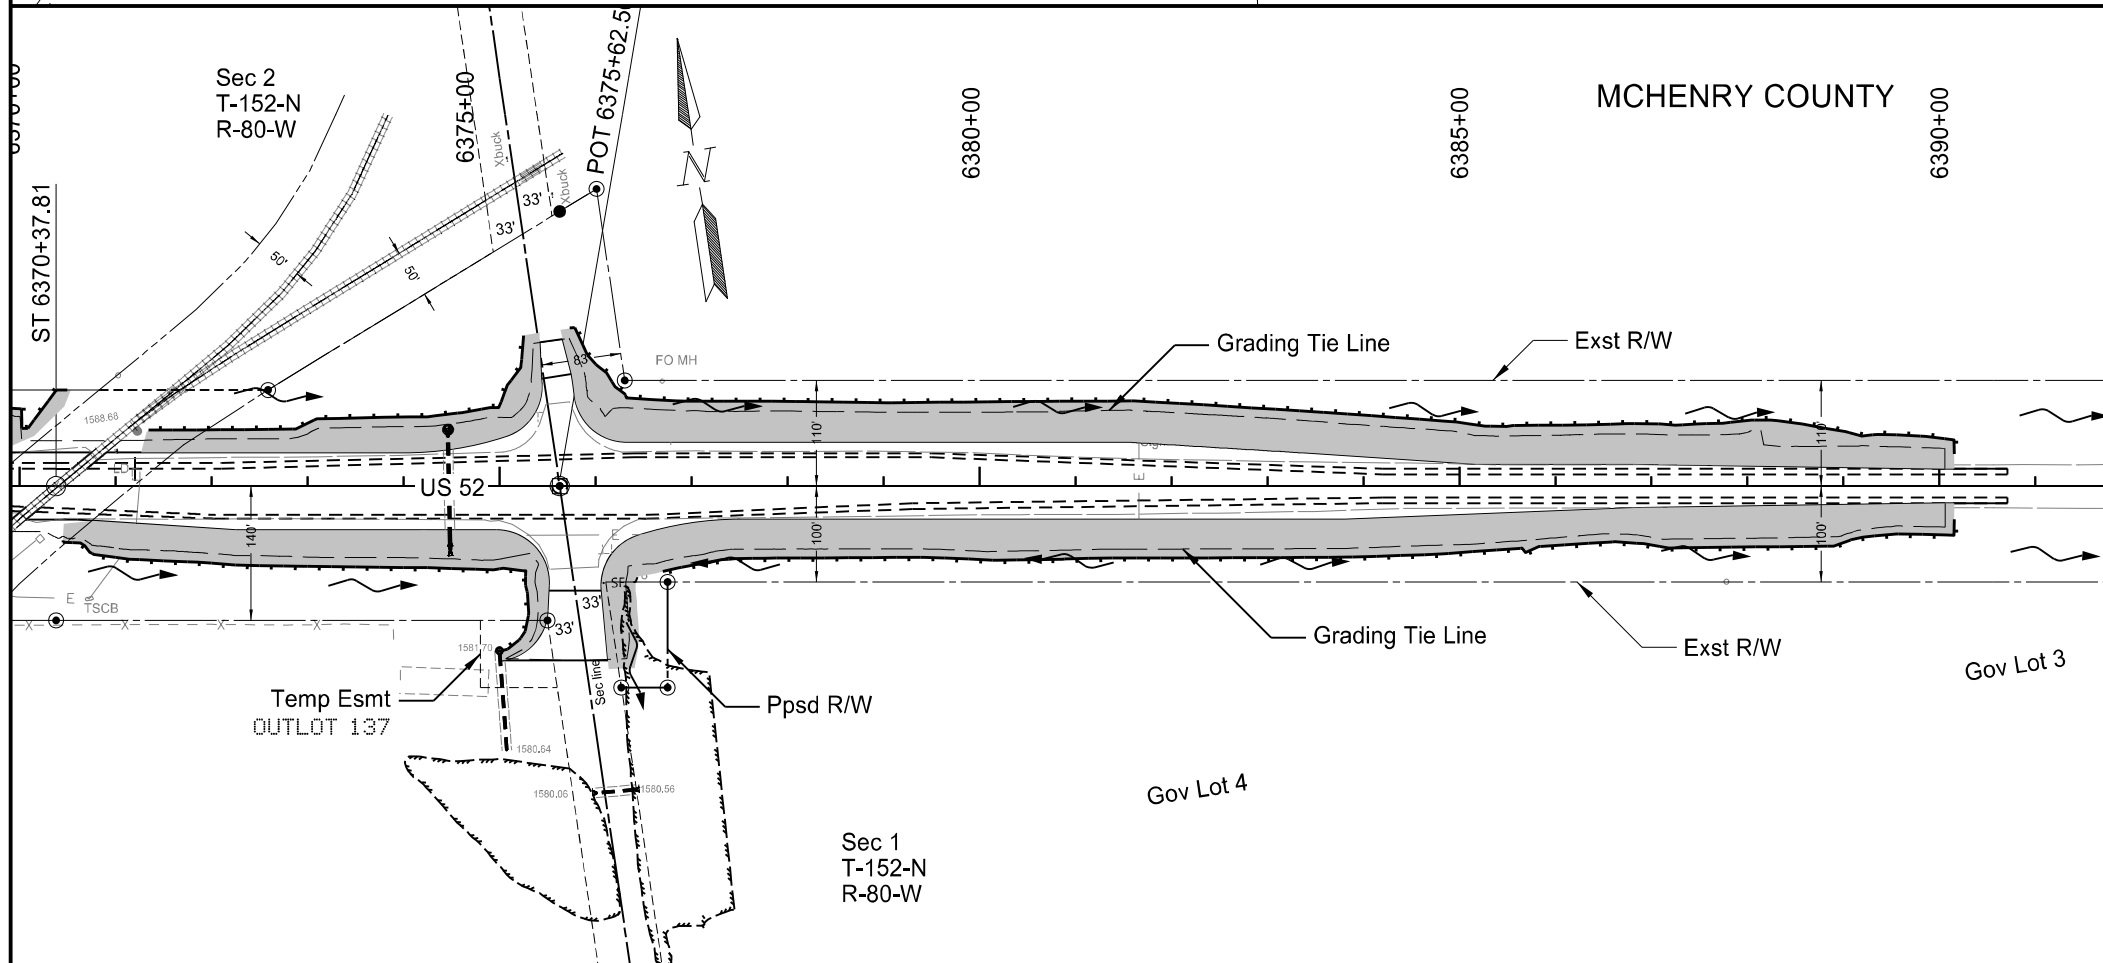 Sec 2
T-152-N
R-80-W
6375+00
POT 6375+62.5
6380+00
6385+00
MCHENRY COUNTY
6390+00
ST 6370+37.81
Xbuck
Xbuck
33'
33'
50'
50'
N
83'
FO MH
Grading Tie Line
Exst R/W
1588.68
110'
110'
US 52
E
140'
100'
100'
E
E
TSCB
SF
33'
33'
X
X
X
X
1581.70
Sec line
Grading Tie Line
Exst R/W
Gov Lot 3
Temp Esmt
OUTLOT 137
Ppsd R/W
1580.64
1580.06
1580.56
Gov Lot 4
Sec 1
T-152-N
R-80-W